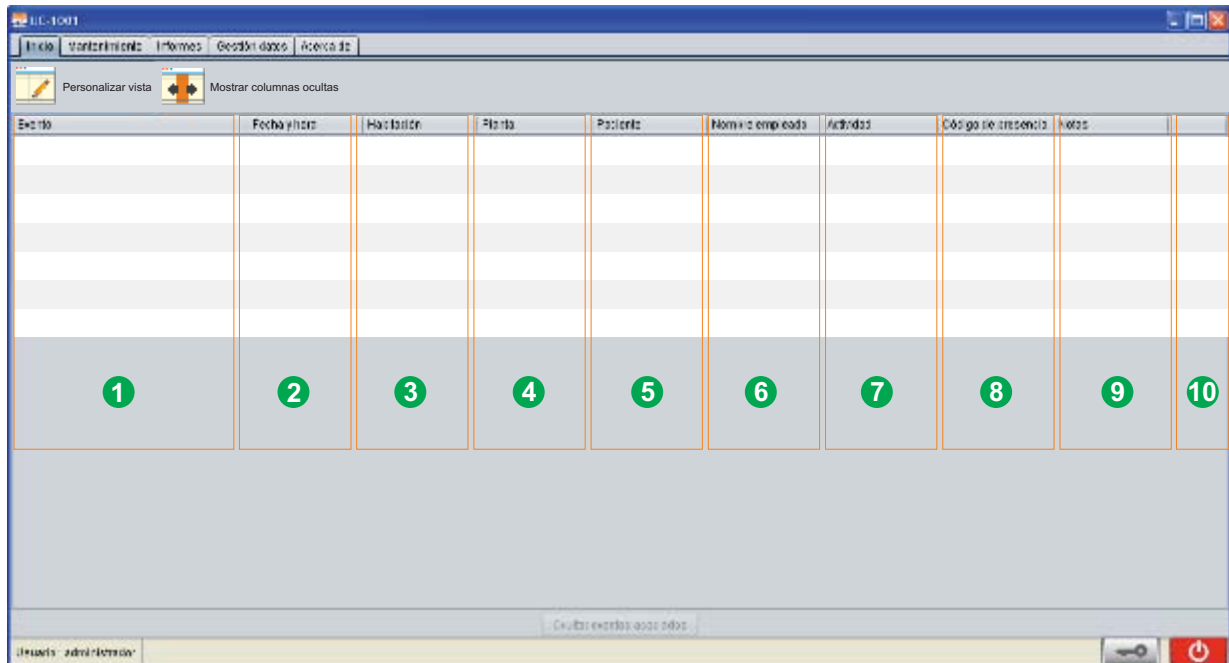 UC-1001
Inicio Mantenimiento Informes Gestión datos Acerca de
Personalizar vista Mostrar columnas ocultas
Evento Fecha y hora Habitación Planta Paciente Nombre empleado Actividad Código de presencia Notas
1 2 3 4 5 6 7 8 9 10
Ocultar eventos
Usuario: administrador